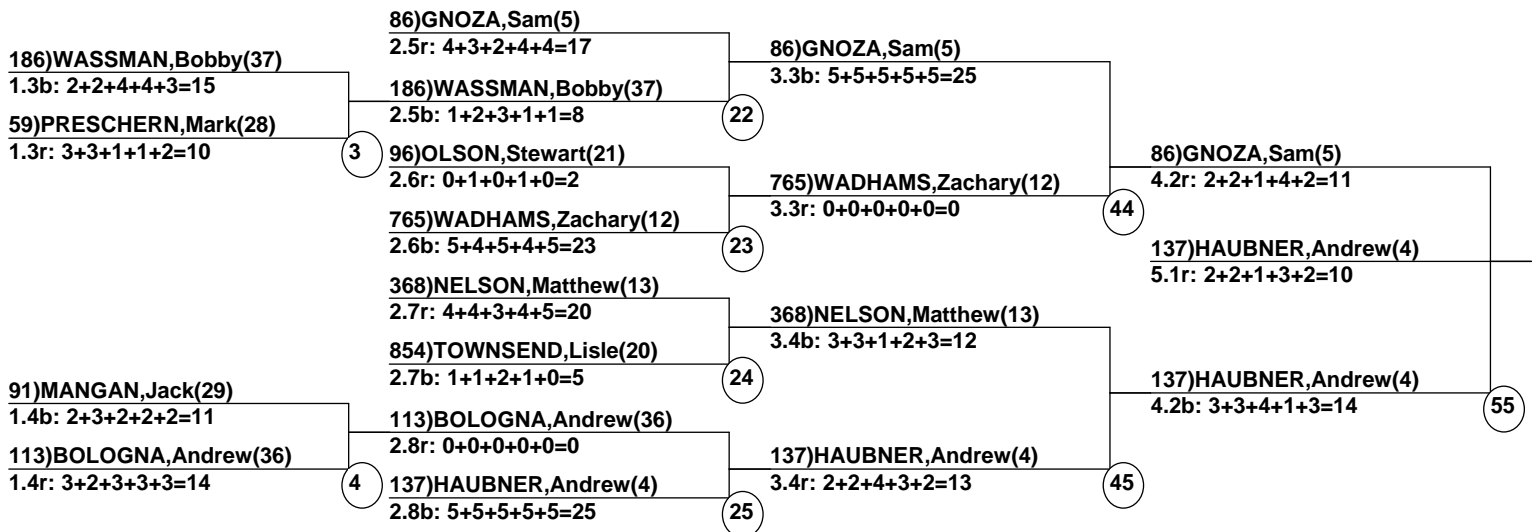 186)WASSMAN,Bobby(37)
1.3b: 2+2+4+4+3=15
59)PRESCHERN,Mark(28)
1.3r: 3+3+1+1+2=10
3
91)MANGAN,Jack(29)
1.4b: 2+3+2+2+2=11
113)BOLOGNA,Andrew(36)
1.4r: 3+2+3+3+3=14
4
86)GNOZA,Sam(5)
2.5r: 4+3+2+4+4=17
186)WASSMAN,Bobby(37)
2.5b: 1+2+3+1+1=8
22
96)OLSON,Stewart(21)
2.6r: 0+1+0+1+0=2
765)WADHAMS,Zachary(12)
2.6b: 5+4+5+4+5=23
23
368)NELSON,Matthew(13)
2.7r: 4+4+3+4+5=20
854)TOWNSEND,Lisle(20)
2.7b: 1+1+2+1+0=5
24
113)BOLOGNA,Andrew(36)
2.8r: 0+0+0+0+0=0
137)HAUBNER,Andrew(4)
2.8b: 5+5+5+5+5=25
25
86)GNOZA,Sam(5)
3.3b: 5+5+5+5+5=25
765)WADHAMS,Zachary(12)
3.3r: 0+0+0+0+0=0
44
368)NELSON,Matthew(13)
3.4b: 3+3+1+2+3=12
137)HAUBNER,Andrew(4)
3.4r: 2+2+4+3+2=13
45
86)GNOZA,Sam(5)
4.2r: 2+2+1+4+2=11
137)HAUBNER,Andrew(4)
5.1r: 2+2+1+3+2=10
137)HAUBNER,Andrew(4)
4.2b: 3+3+4+1+3=14
55